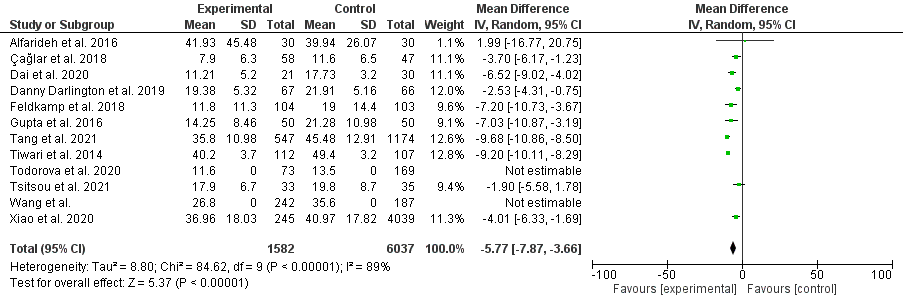 Experimental Control Mean Difference Mean Difference
Study or Subgroup Mean SD Total Mean SD Total Weight IV, Random, 95% CI IV, Random, 95% CI
Alfarideh et al. 2016 41.93 45.48 30 39.94 26.07 30 1.1% 1.99 [-16.77, 20.75]
Çağlar et al. 2018 7.9 6.3 58 11.6 6.5 47 11.1% -3.70 [-6.17, -1.23]
Dai et al. 2020 11.21 5.2 21 17.73 3.2 30 11.0% -6.52 [-9.02, -4.02]
Danny Darlington et al. 2019 19.38 5.32 67 21.91 5.16 66 12.0% -2.53 [-4.31, -0.75]
Feldkamp et al. 2018 11.8 11.3 104 19 14.4 103 9.6% -7.20 [-10.73, -3.67]
Gupta et al. 2016 14.25 8.46 50 21.28 10.98 50 9.1% -7.03 [-10.87, -3.19]
Tang et al. 2021 35.8 10.98 547 45.48 12.91 1174 12.6% -9.68 [-10.86, -8.50]
Tiwari et al. 2014 40.2 3.7 112 49.4 3.2 107 12.8% -9.20 [-10.11, -8.29]
Todorova et al. 2020 11.6 0 73 13.5 0 169 Not estimable
Tsitsou et al. 2021 17.9 6.7 33 19.8 8.7 35 9.4% -1.90 [-5.58, 1.78]
Wang et al. 26.8 0 242 35.6 0 187 Not estimable
Xiao et al. 2020 36.96 18.03 245 40.97 17.82 4039 11.3% -4.01 [-6.33, -1.69]
Total (95% CI) 1582 6037 100.0% -5.77 [-7.87, -3.66]
Heterogeneity: Tau² = 8.80; Chi² = 84.62, df = 9 (P < 0.00001); I² = 89%
Test for overall effect: Z = 5.37 (P < 0.00001)
-100 -50 0 50 100
Favours [experimental] Favours [control]